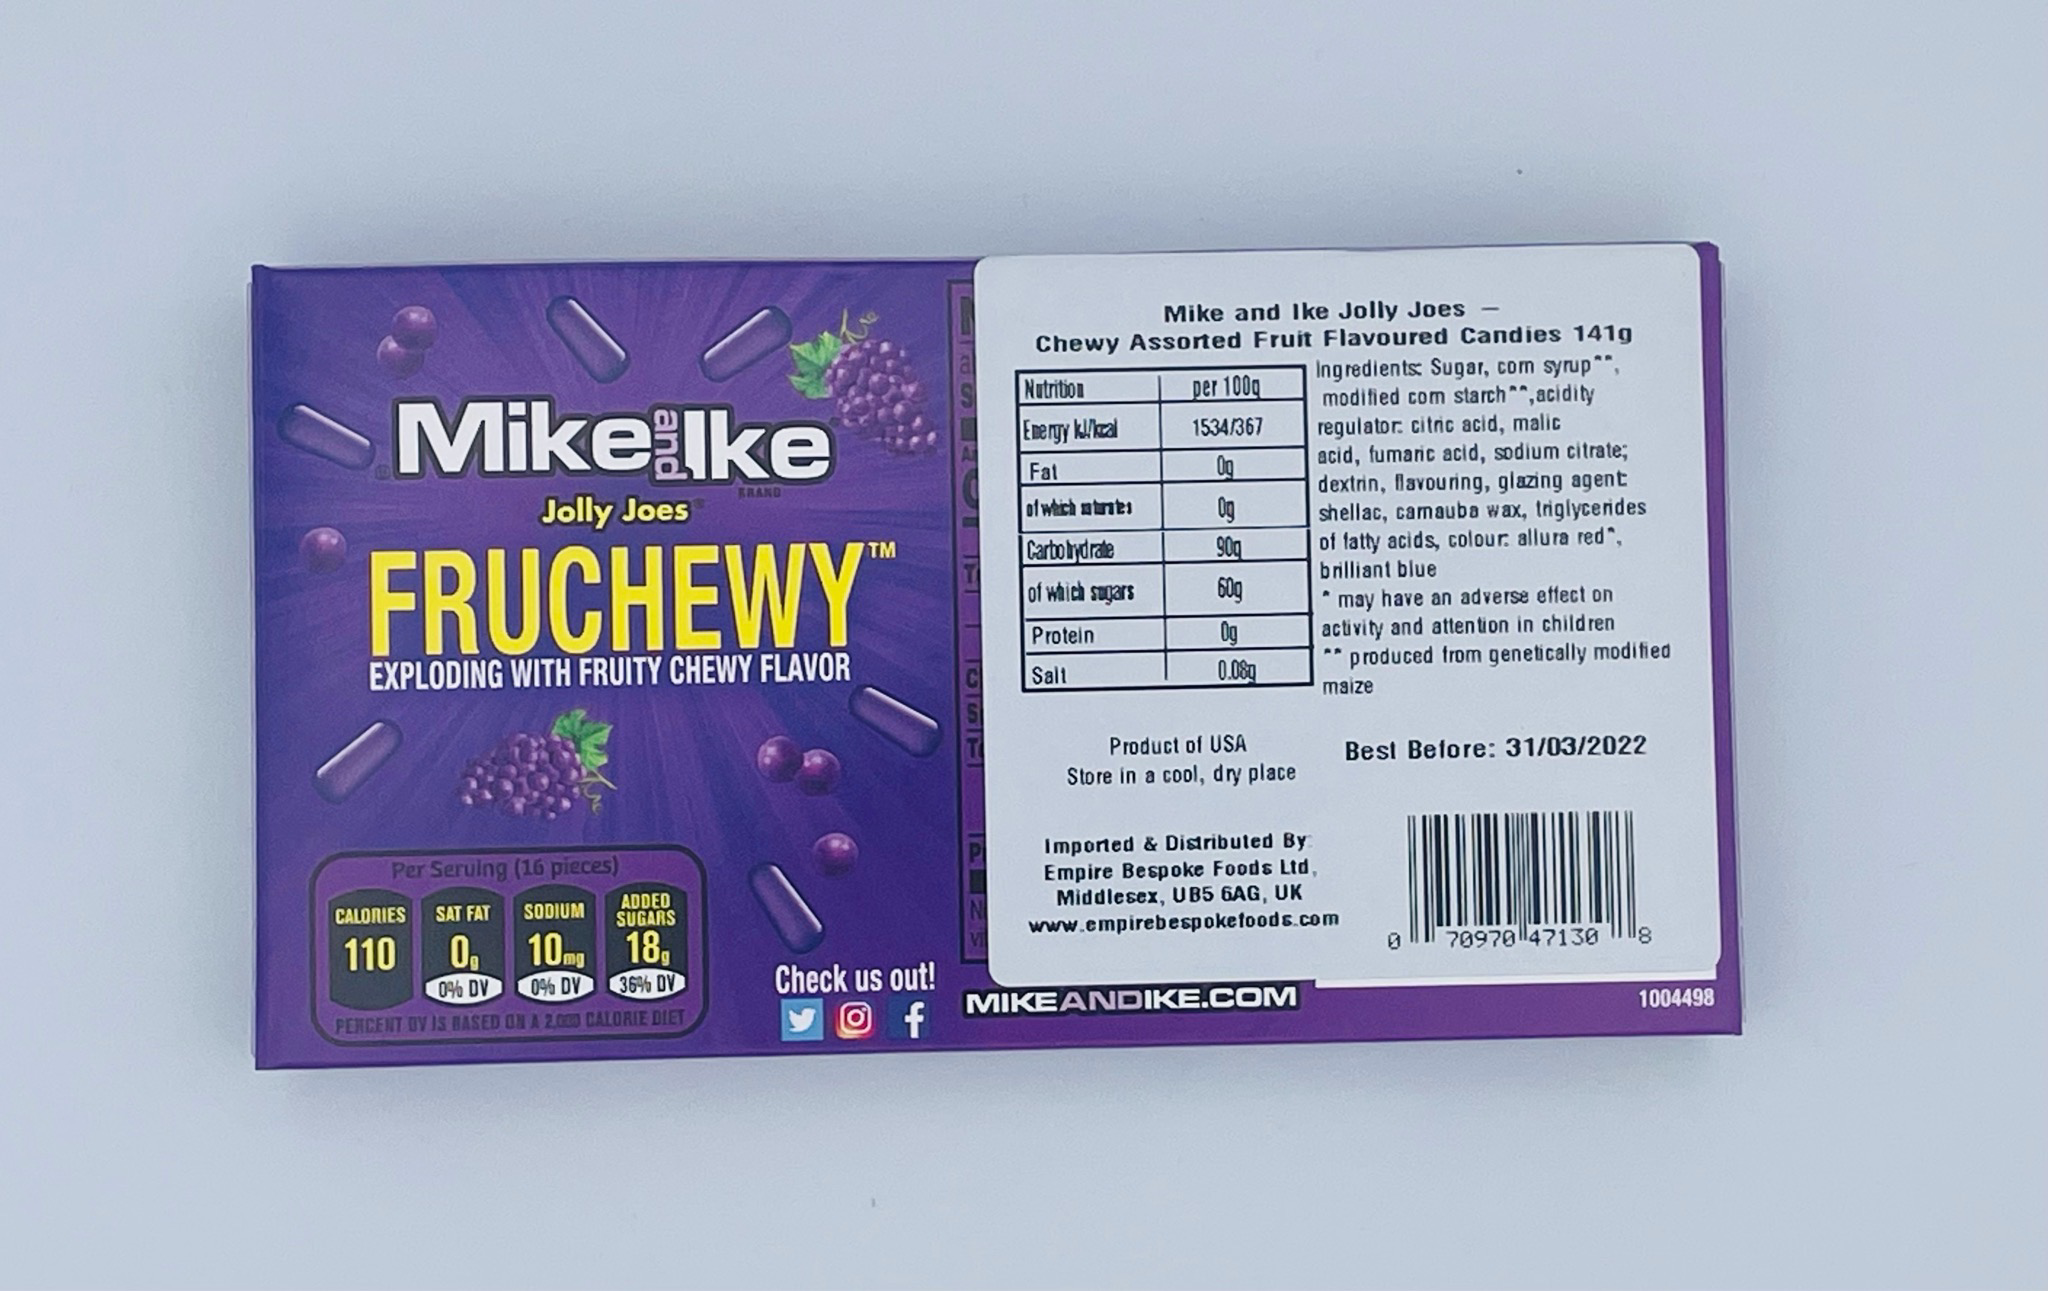 Mike and Ike
BRAND
Jolly Joes
FRUCHEWY™
EXPLODING WITH FRUITY CHEWY FLAVOR
Per Serving (16 pieces)
CALORIES SAT FAT SODIUM ADDED SUGARS
110 0g 10mg 18g
0% DV 0% DV 36% DV
PERCENT DV IS BASED ON A 2,000 CALORIE DIET
Check us out!
Mike and Ike Jolly Joes –
Chewy Assorted Fruit Flavoured Candies 141g
Nutrition per 100g
Energy kJ/kcal 1534/367
Fat 0g
of which saturates 0g
Carbohydrate 90g
of which sugars 60g
Protein 0g
Salt 0.08g
Ingredients: Sugar, corn syrup**,
modified corn starch**,acidity
regulator: citric acid, malic
acid, fumaric acid, sodium citrate;
dextrin, flavouring, glazing agent:
shellac, carnauba wax, triglycerides
of fatty acids, colour: allura red*,
brilliant blue
* may have an adverse effect on
activity and attention in children
** produced from genetically modified
maize
Product of USA
Store in a cool, dry place
Best Before: 31/03/2022
Imported & Distributed By:
Empire Bespoke Foods Ltd,
Middlesex, UB5 6AG, UK
www.empirebespokefoods.com
0 70970 47130 8
MIKEANDIKE.COM
1004498